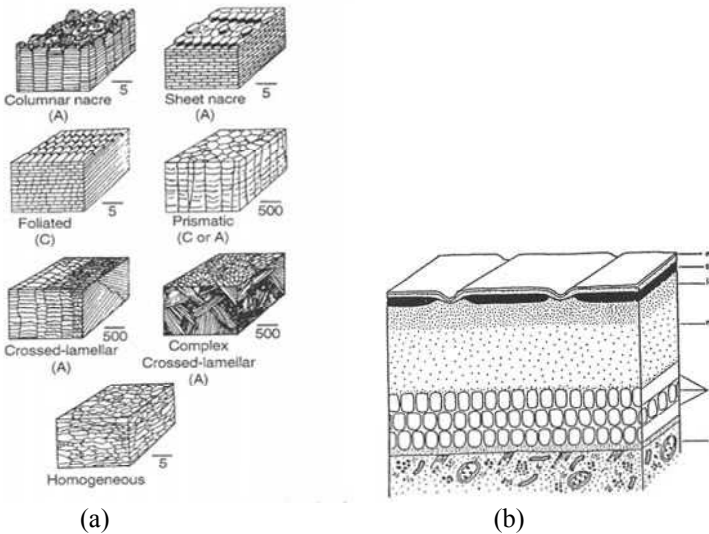 5
Columnar nacre
(A)
5
Sheet nacre
(A)
5
Foliated
(C)
500
Prismatic
(C or A)
500
Crossed-lamellar
(A)
500
Complex
Crossed-lamellar
(A)
5
Homogeneous
(a)
(b)